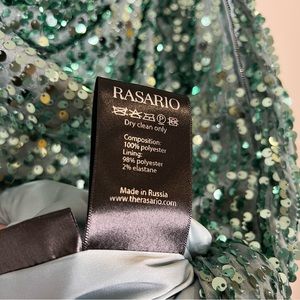 RASARIO
Dry clean only
Composition:
100% polyester
Lining:
98% polyester
2% elastane
Made in Russia
www.therasario.com